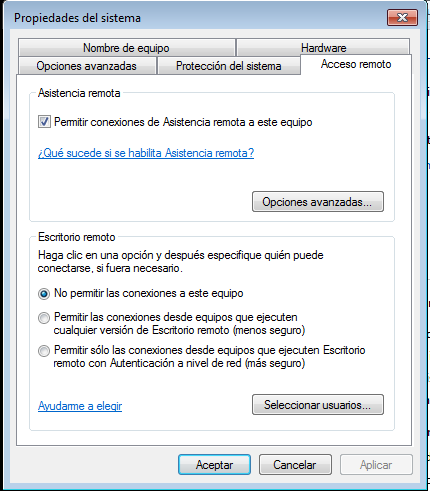 Propiedades del sistema
Nombre de equipo
Hardware
Opciones avanzadas
Protección del sistema
Acceso remoto
Asistencia remota
Permitir conexiones de Asistencia remota a este equipo
¿Qué sucede si se habilita Asistencia remota?
Opciones avanzadas...
Escritorio remoto
Haga clic en una opción y después especifique quién puede
conectarse, si fuera necesario.
No permitir las conexiones a este equipo
Permitir las conexiones desde equipos que ejecuten
cualquier versión de Escritorio remoto (menos seguro)
Permitir sólo las conexiones desde equipos que ejecuten Escritorio
remoto con Autenticación a nivel de red (más seguro)
Ayudarme a elegir
Seleccionar usuarios...
Aceptar
Cancelar
Aplicar